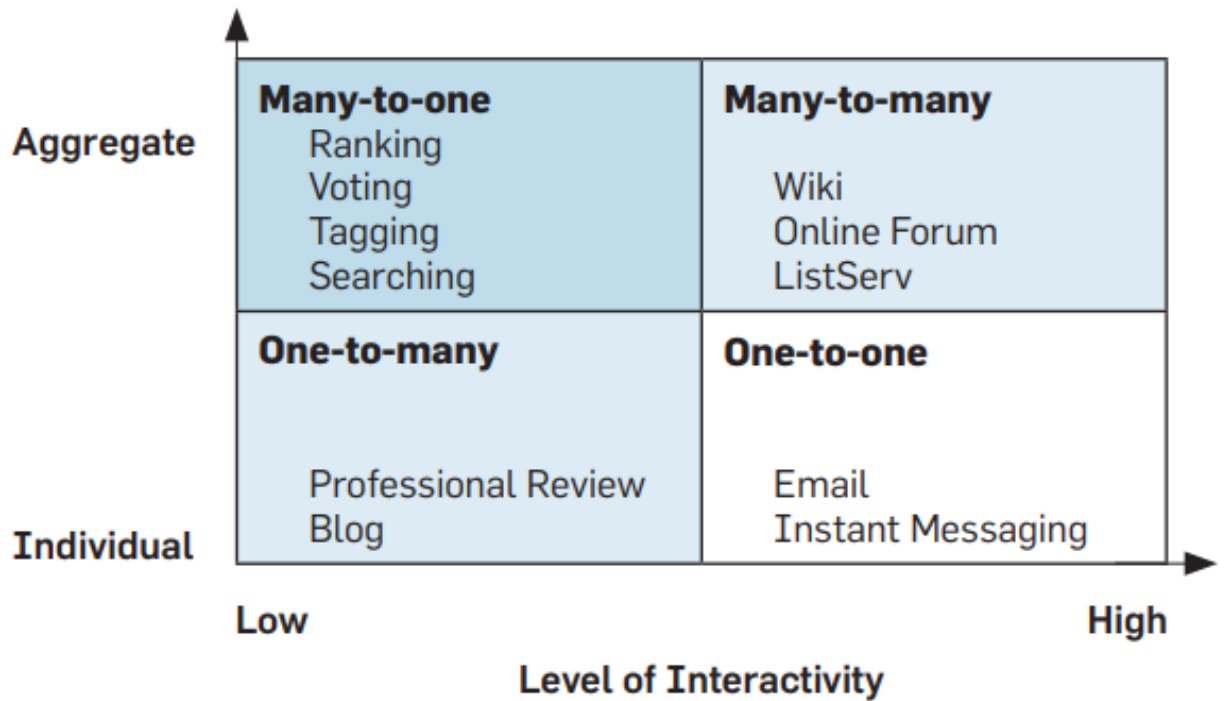 Aggregate
Many-to-one
Ranking
Voting
Tagging
Searching
Many-to-many
Wiki
Online Forum
ListServ
Individual
One-to-many
Professional Review
Blog
One-to-one
Email
Instant Messaging
Low
High
Level of Interactivity